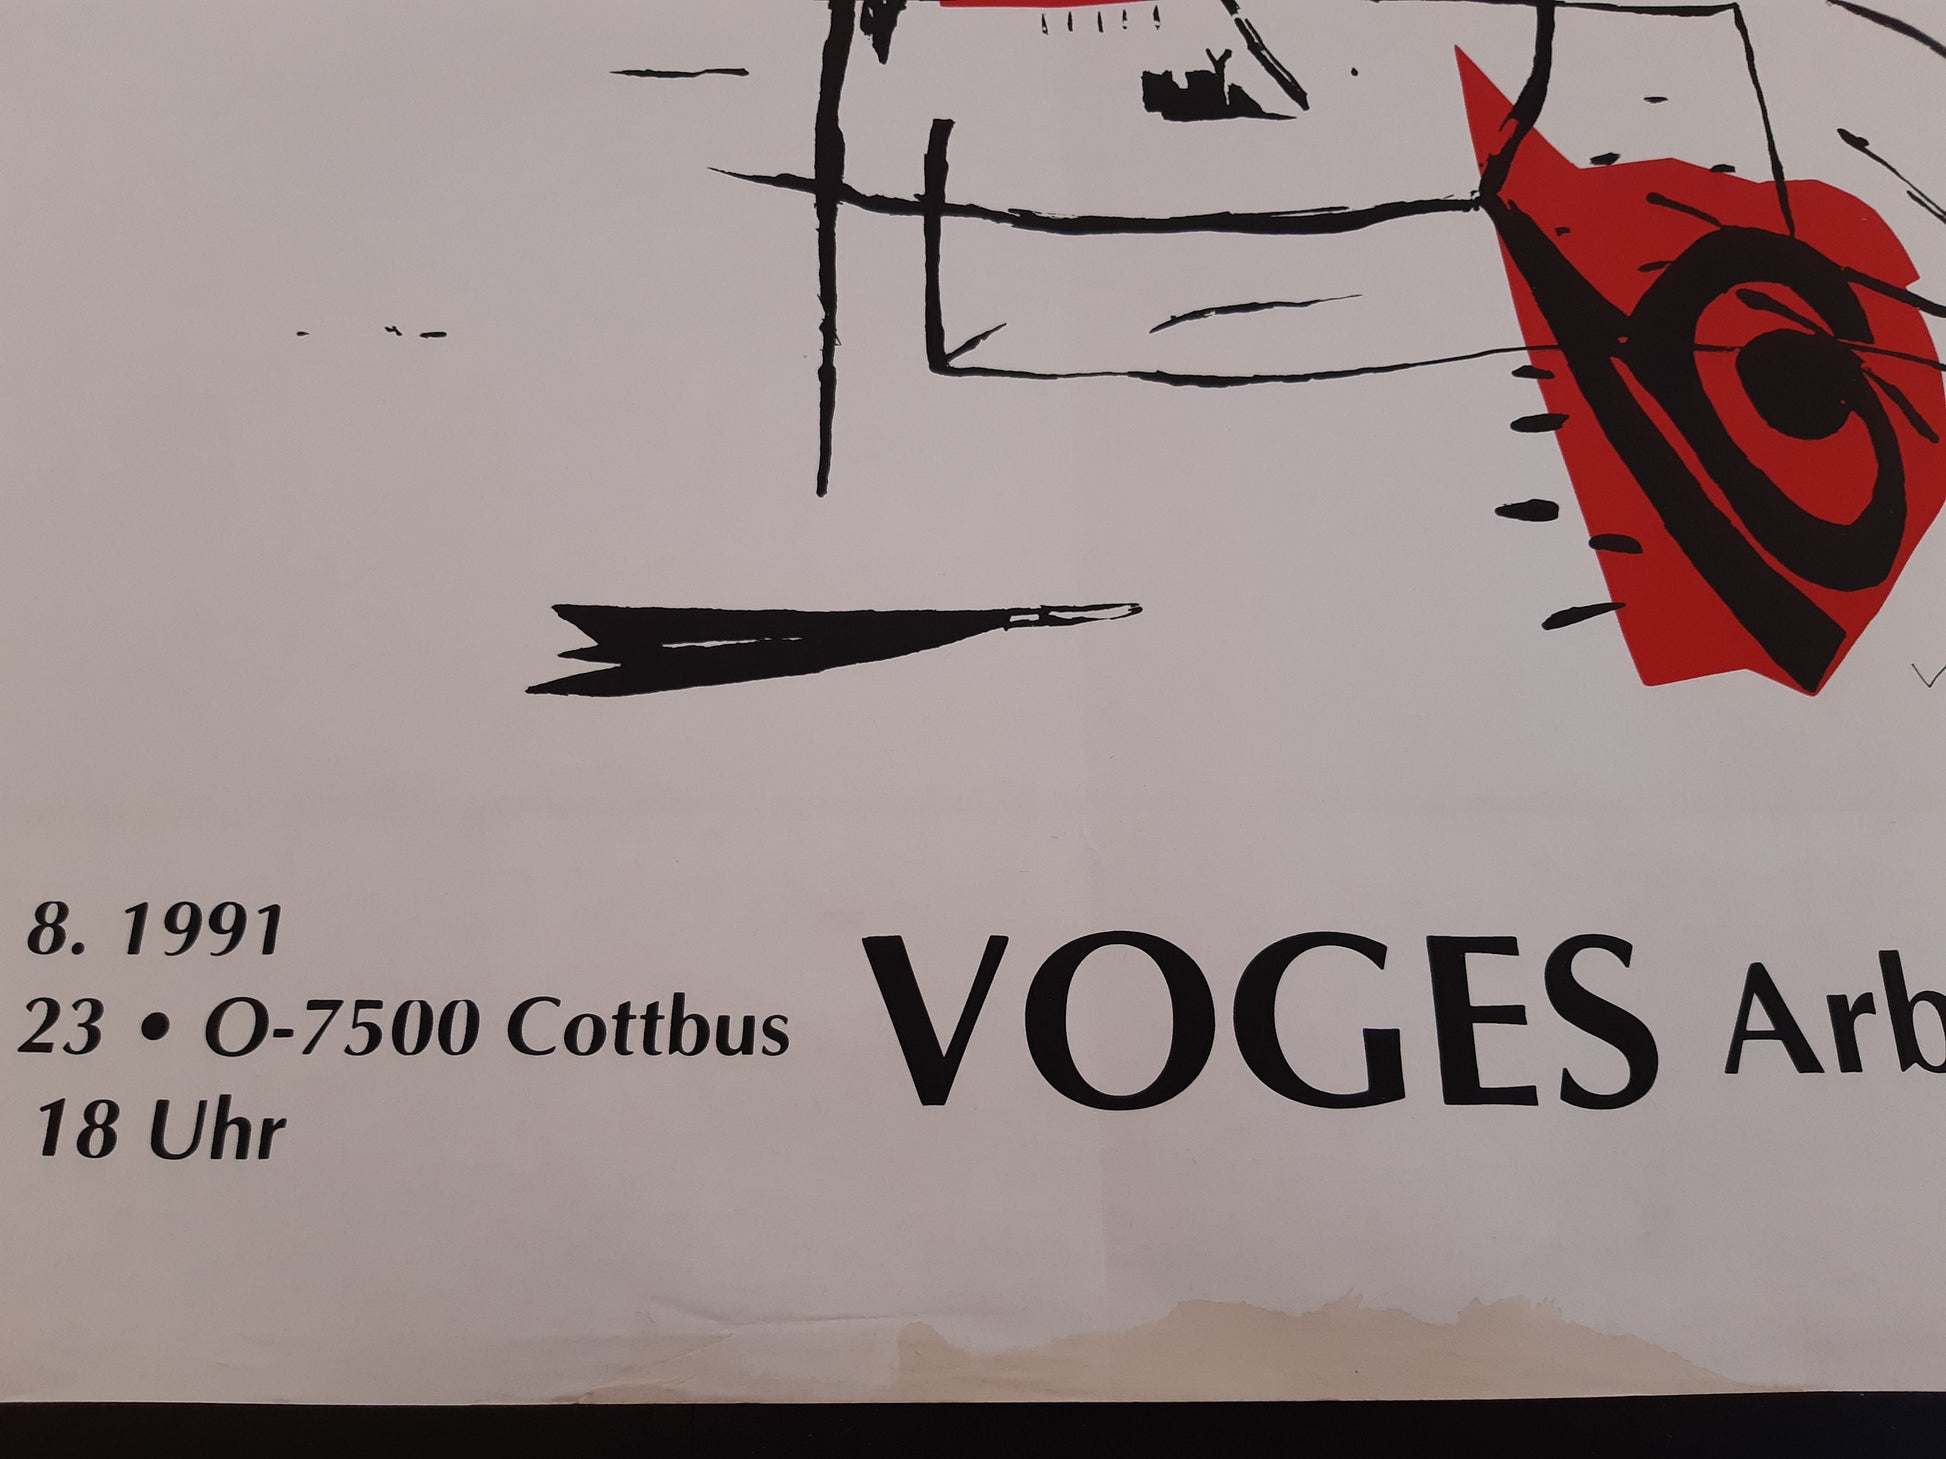 8. 1991
23 • O-7500 Cottbus
18 Uhr
VOGES Arb